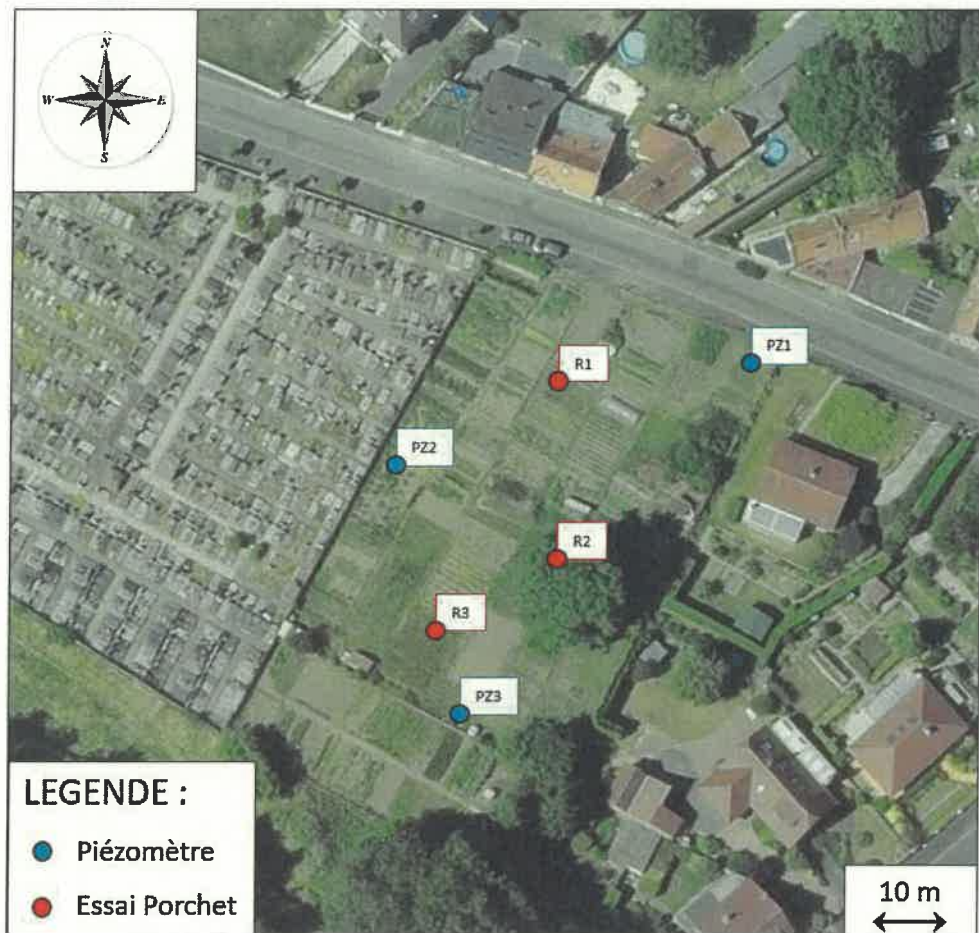 N
W E
S
PZ1
R1
PZ2
R2
R3
PZ3
LEGENDE :
Piézomètre
Essai Porchet
10 m